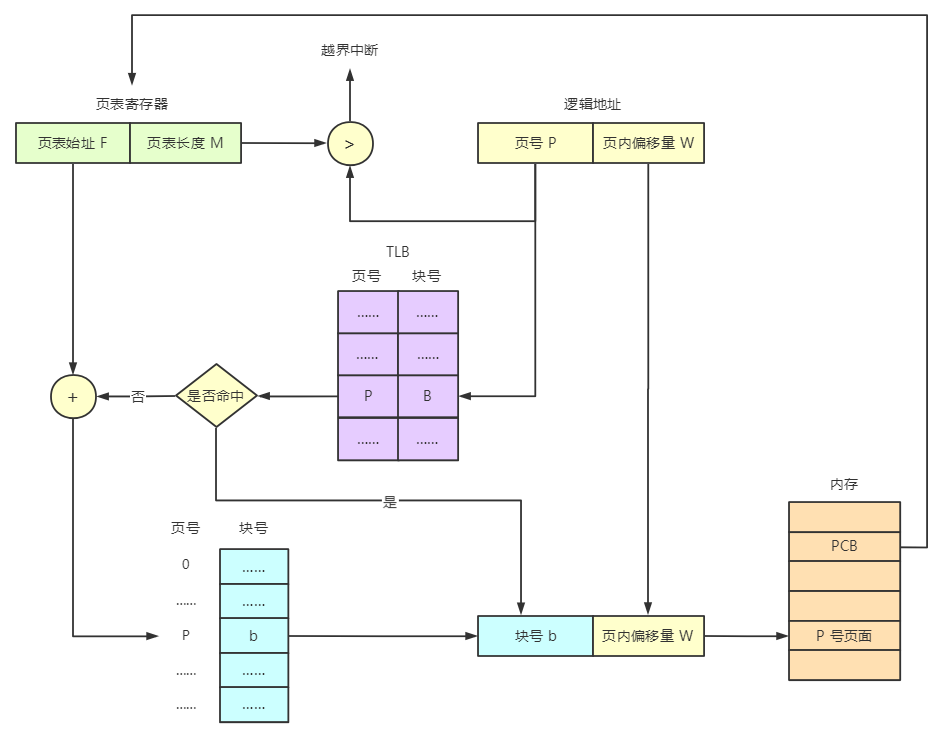 越界中断
页表寄存器
逻辑地址
页表始址 F
页表长度 M
>
页号 P
页内偏移量 W
TLB
页号
块号
......
......
......
......
+
否
是否命中
P
B
......
......
是
内存
页号
块号
PCB
0
......
......
......
P
b
块号 b
页内偏移量 W
P 号页面
......
......
......
......